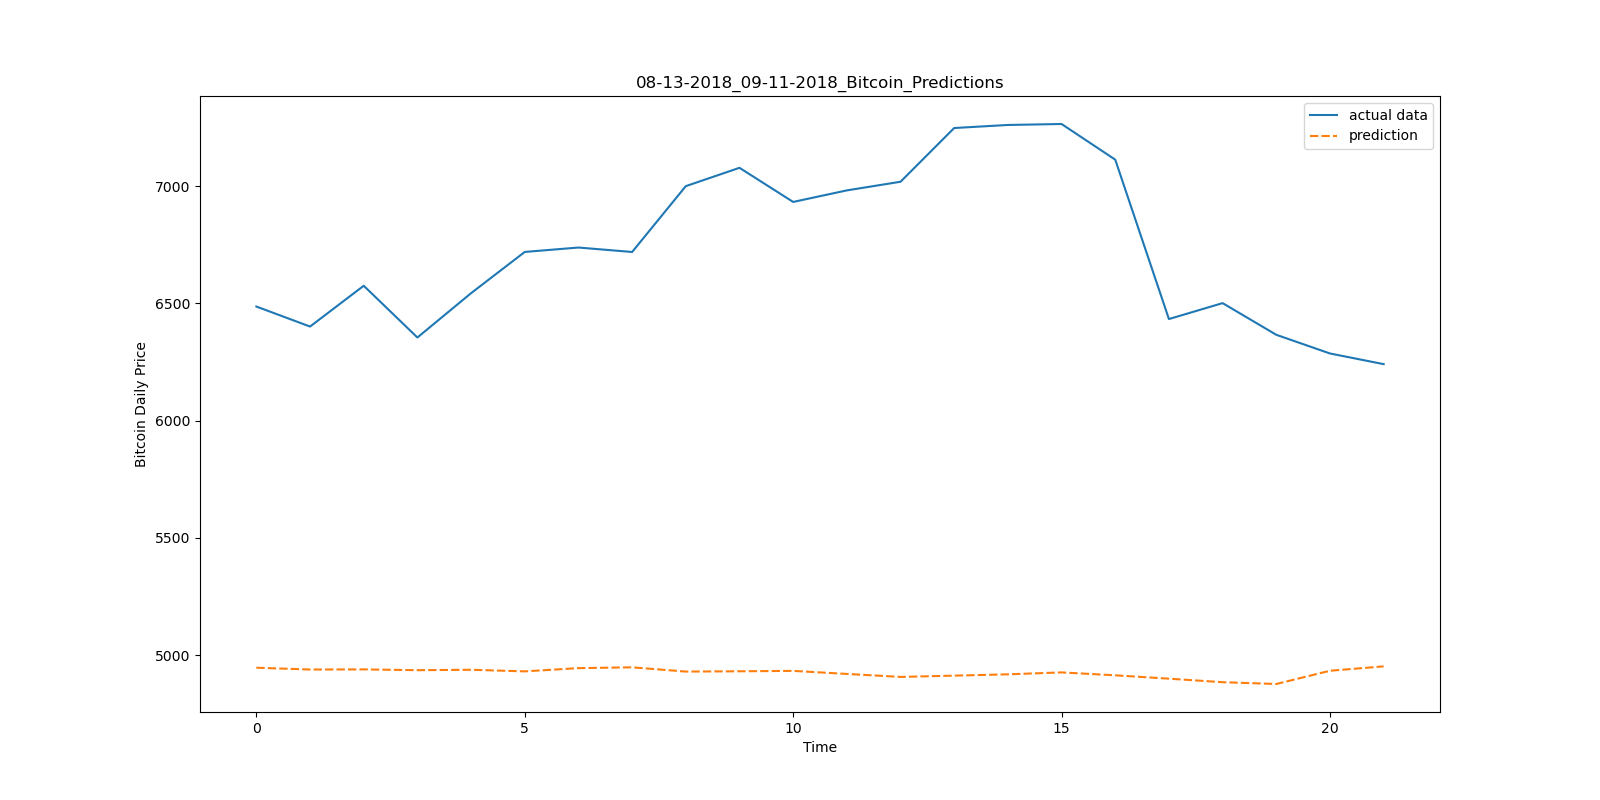 08-13-2018_09-11-2018_Bitcoin_Predictions
actual data
prediction
7000
6500
6000
5500
5000
Bitcoin Daily Price
0
5
10
15
20
Time